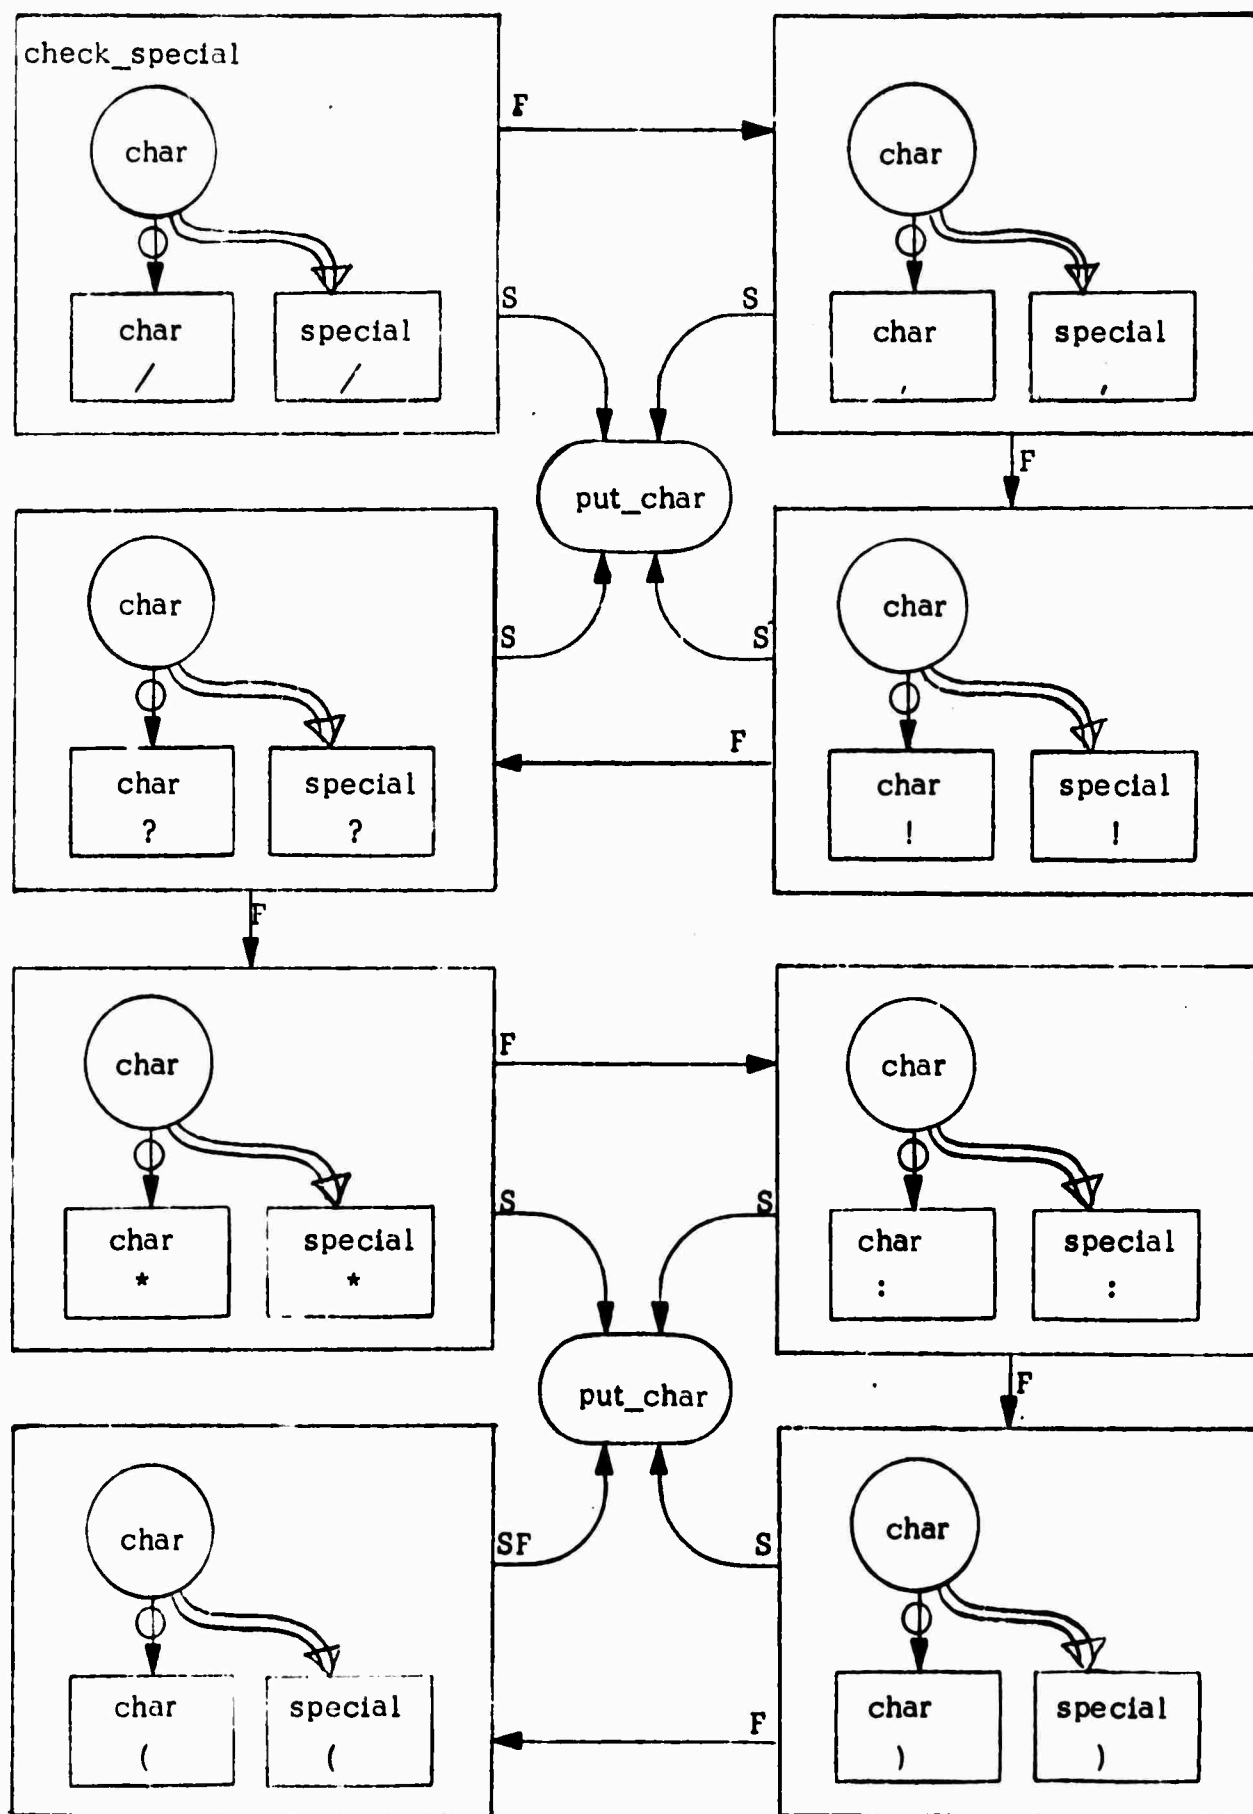 check_special
char
char / special /
F
S
char
char , special ,
S
F
put_char
char
char ! special !
S
F
char
char ? special ?
S
F
char
char * special *
F
S
char
char : special :
S
F
put_char
char
char ) special )
S
F
char
char ( special (
SF